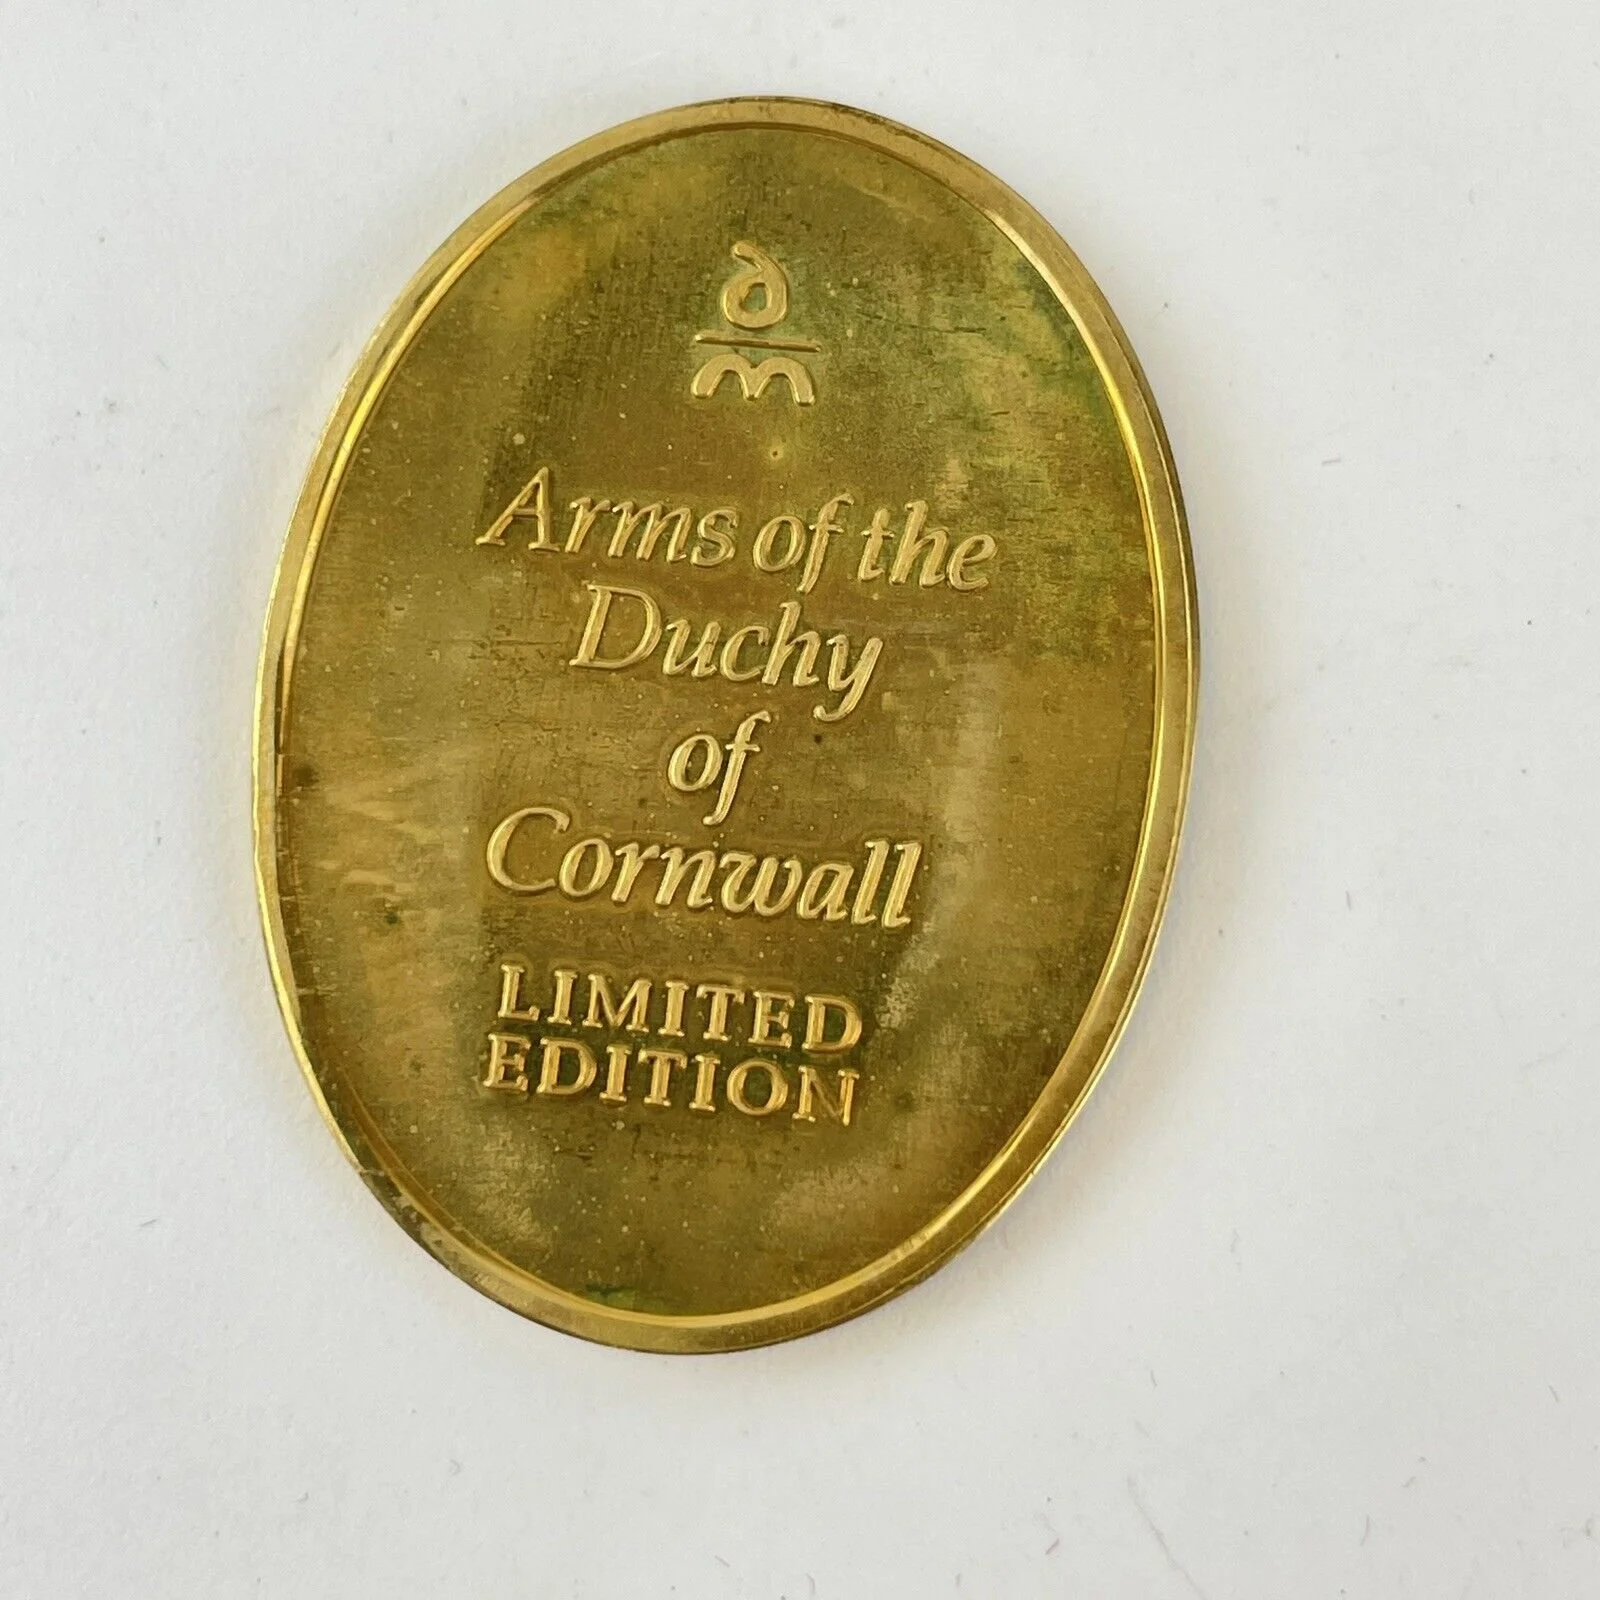 Arms of the
Duchy
of
Cornwall
LIMITED
EDITION